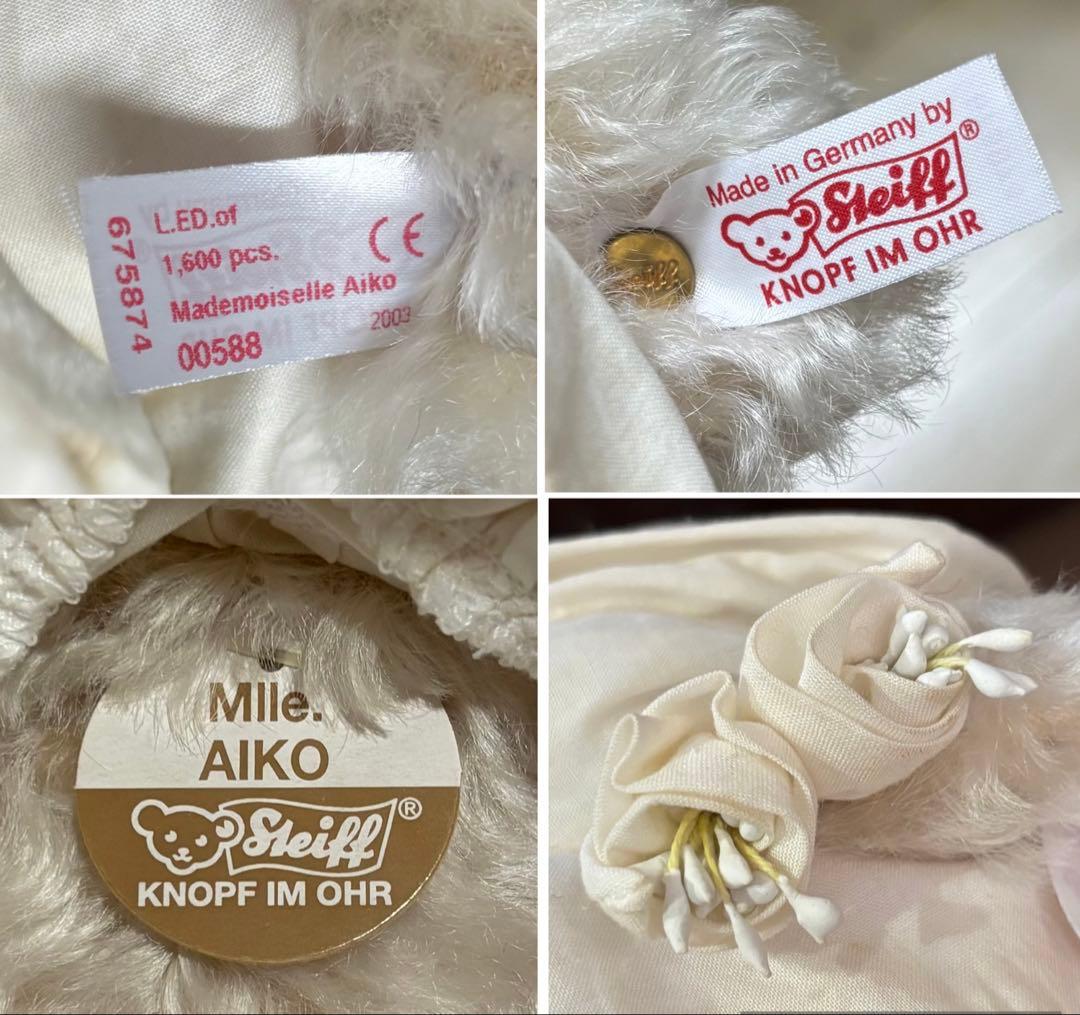 675874
L.ED.of
1,600 pcs.
CE
Mademoiselle Aiko
2003
00588
Made in Germany by
Steiff®
KNOPF IM OHR
Mlle.
AIKO
Steiff®
KNOPF IM OHR